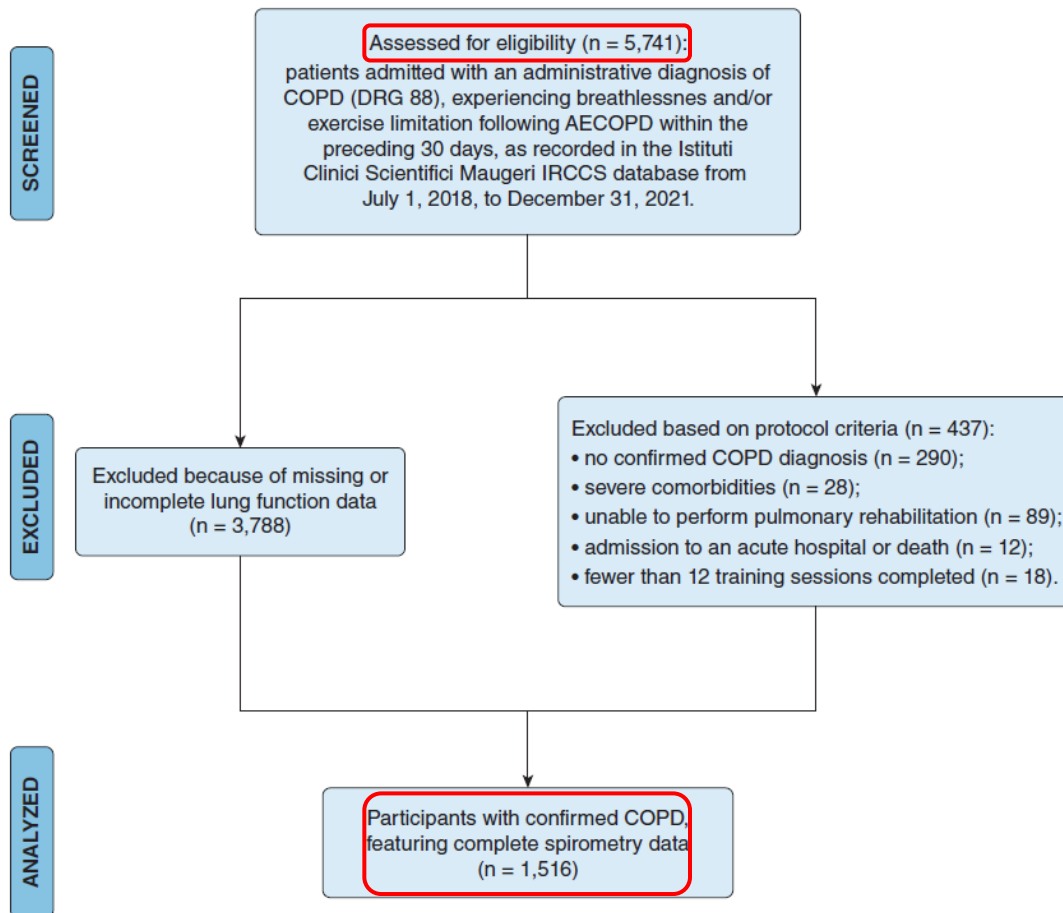 SCREENED
Assessed for eligibility (n = 5,741):
patients admitted with an administrative diagnosis of
COPD (DRG 88), experiencing breathlessnes and/or
exercise limitation following AECOPD within the
preceding 30 days, as recorded in the Istituti
Clinici Scientifici Maugeri IRCCS database from
July 1, 2018, to December 31, 2021.
EXCLUDED
Excluded because of missing or
incomplete lung function data
(n = 3,788)
Excluded based on protocol criteria (n = 437):
• no confirmed COPD diagnosis (n = 290);
• severe comorbidities (n = 28);
• unable to perform pulmonary rehabilitation (n = 89);
• admission to an acute hospital or death (n = 12);
• fewer than 12 training sessions completed (n = 18).
ANALYZED
Participants with confirmed COPD,
featuring complete spirometry data
(n = 1,516)